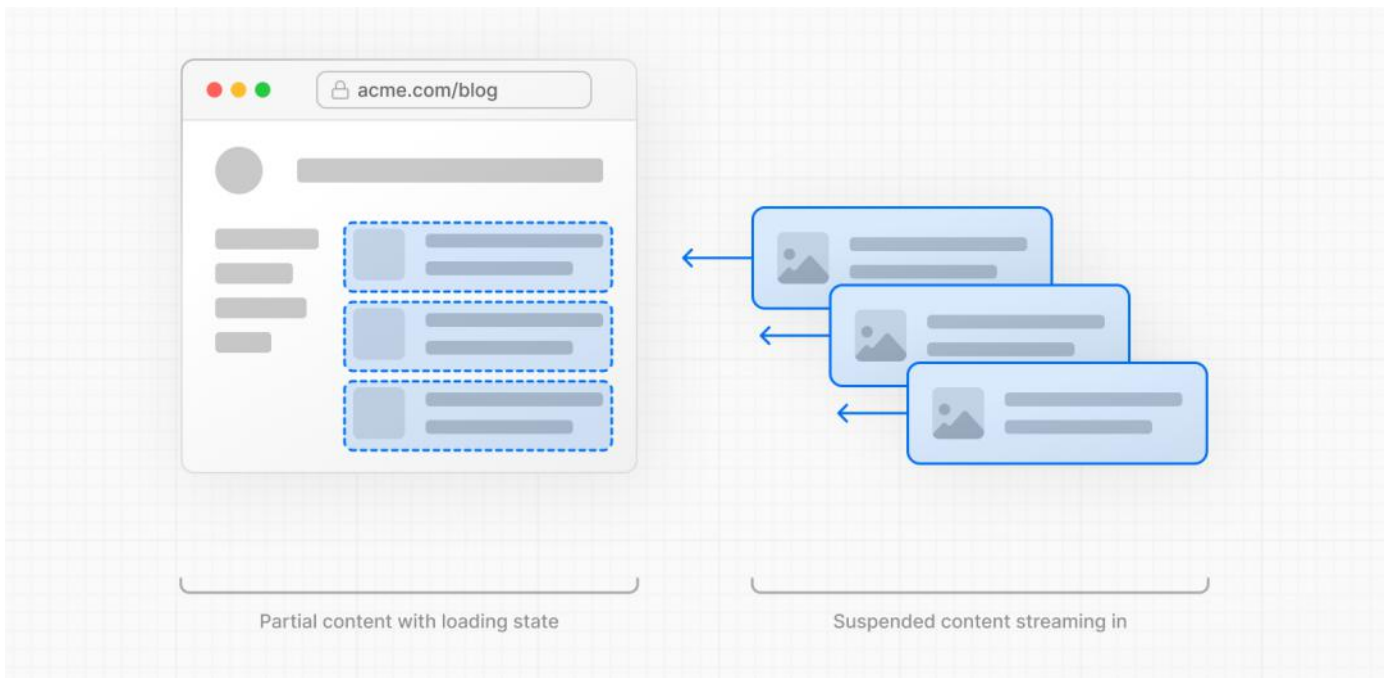 acme.com/blog
Partial content with loading state
Suspended content streaming in